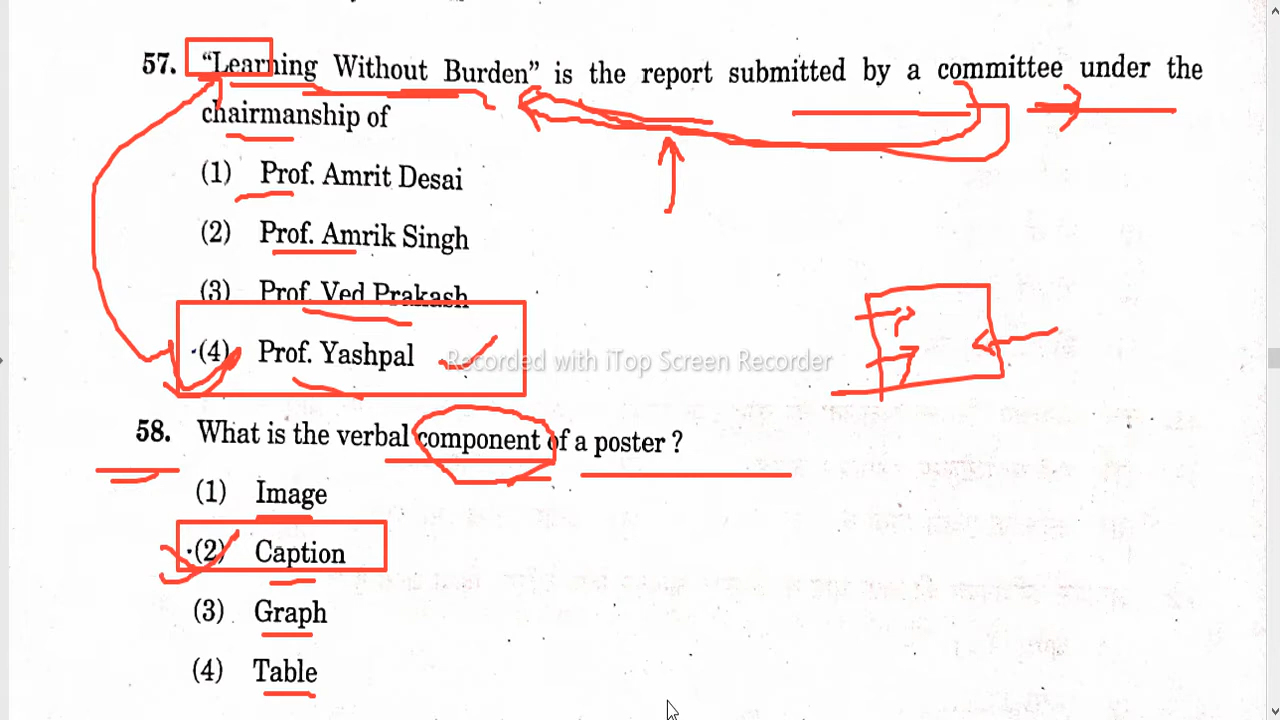 57. “Learning Without Burden” is the report submitted by a committee under the
chairmanship of
(1) Prof. Amrit Desai
(2) Prof. Amrik Singh
(3) Prof. Ved Prakash
(4) Prof. Yashpal
Recorded with iTop Screen Recorder
58. What is the verbal component of a poster ?
(1) Image
(2) Caption
(3) Graph
(4) Table